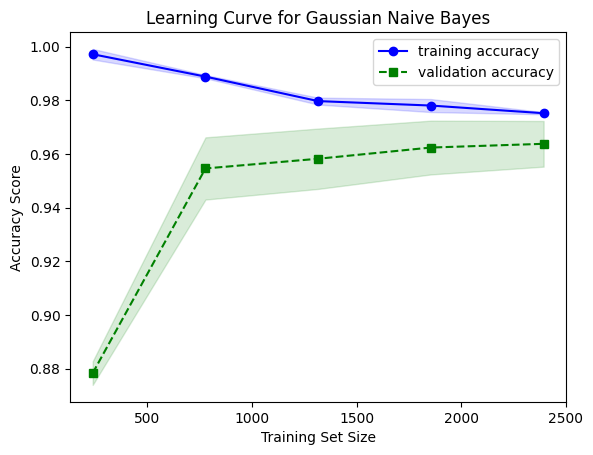 Learning Curve for Gaussian Naive Bayes
training accuracy
validation accuracy
Accuracy Score
1.00
0.98
0.96
0.94
0.92
0.90
0.88
500
1000
1500
2000
2500
Training Set Size